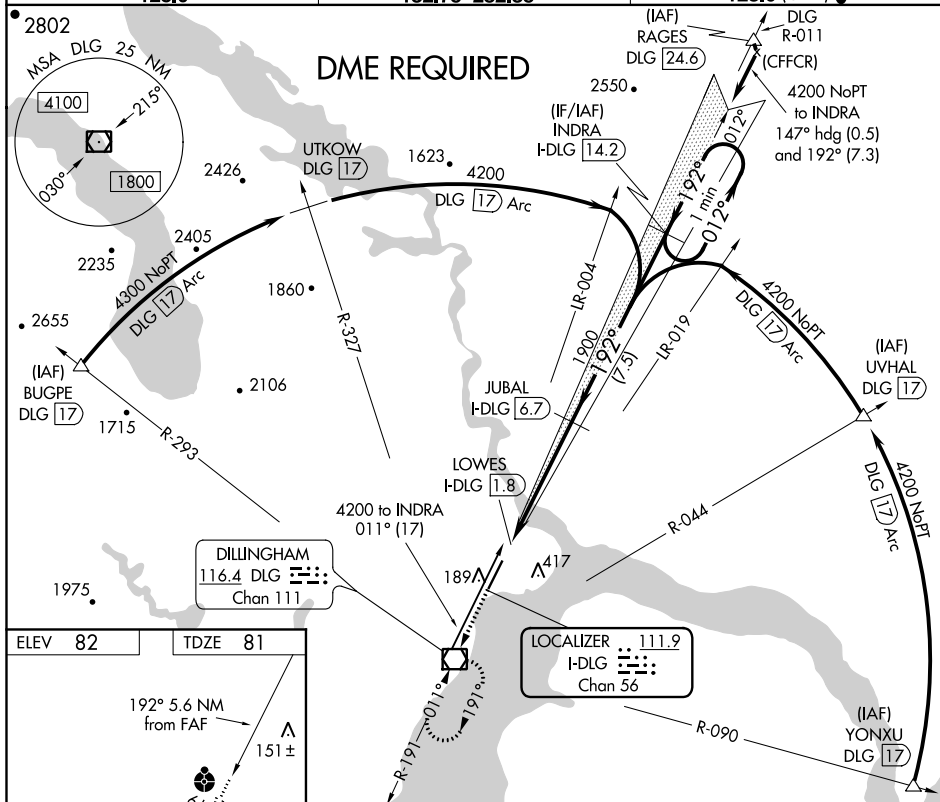 2802
MSA DLG 25 NM
4100
215°
030°
1800
DME REQUIRED
(IAF)
RAGES
DLG 24.6
DLG
R-011
(CFFCR)
4200 NoPT
to INDRA
147° hdg (0.5)
and 192° (7.3)
2550
(IF/IAF)
INDRA
I-DLG 14.2
012°
192°
1 min
012°
UTKOW
DLG 17
1623
4200
DLG 17 Arc
2426
2405
2235
4300 NoPT
DLG 17 Arc
1860
2655
(IAF)
BUGPE
DLG 17
2106
1715
R-293
R-327
LR-004
LR-019
1900
192°
(7.5)
JUBAL
I-DLG 6.7
4200 NoPT
DLG 17 Arc
(IAF)
UVHAL
DLG 17
LOWES
I-DLG 1.8
4200 to INDRA
011° (17)
R-044
4200 NoPT
DLG 17 Arc
DILLINGHAM
116.4 DLG
Chan 111
189
417
1975
LOCALIZER 111.9
I-DLG
Chan 56
R-090
(IAF)
YONXU
DLG 17
R-191
011°
191°
ELEV 82
TDZE 81
192° 5.6 NM
from FAF
151±